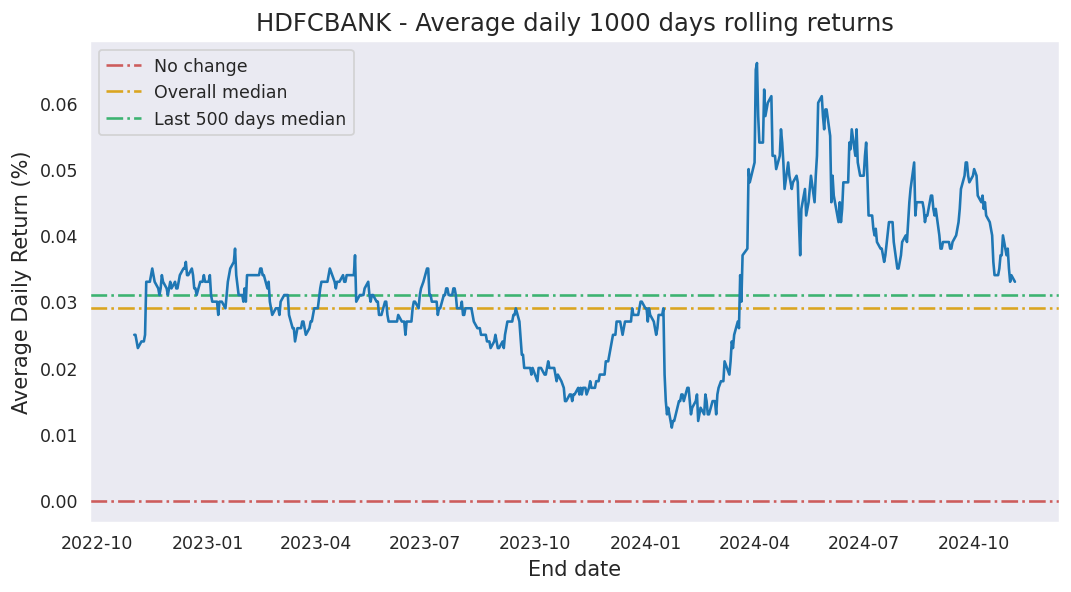 HDFCBANK - Average daily 1000 days rolling returns
No change
Overall median
Last 500 days median
Average Daily Return (%)
0.06
0.05
0.04
0.03
0.02
0.01
0.00
2022-10 2023-01 2023-04 2023-07 2023-10 2024-01 2024-04 2024-07 2024-10
End date